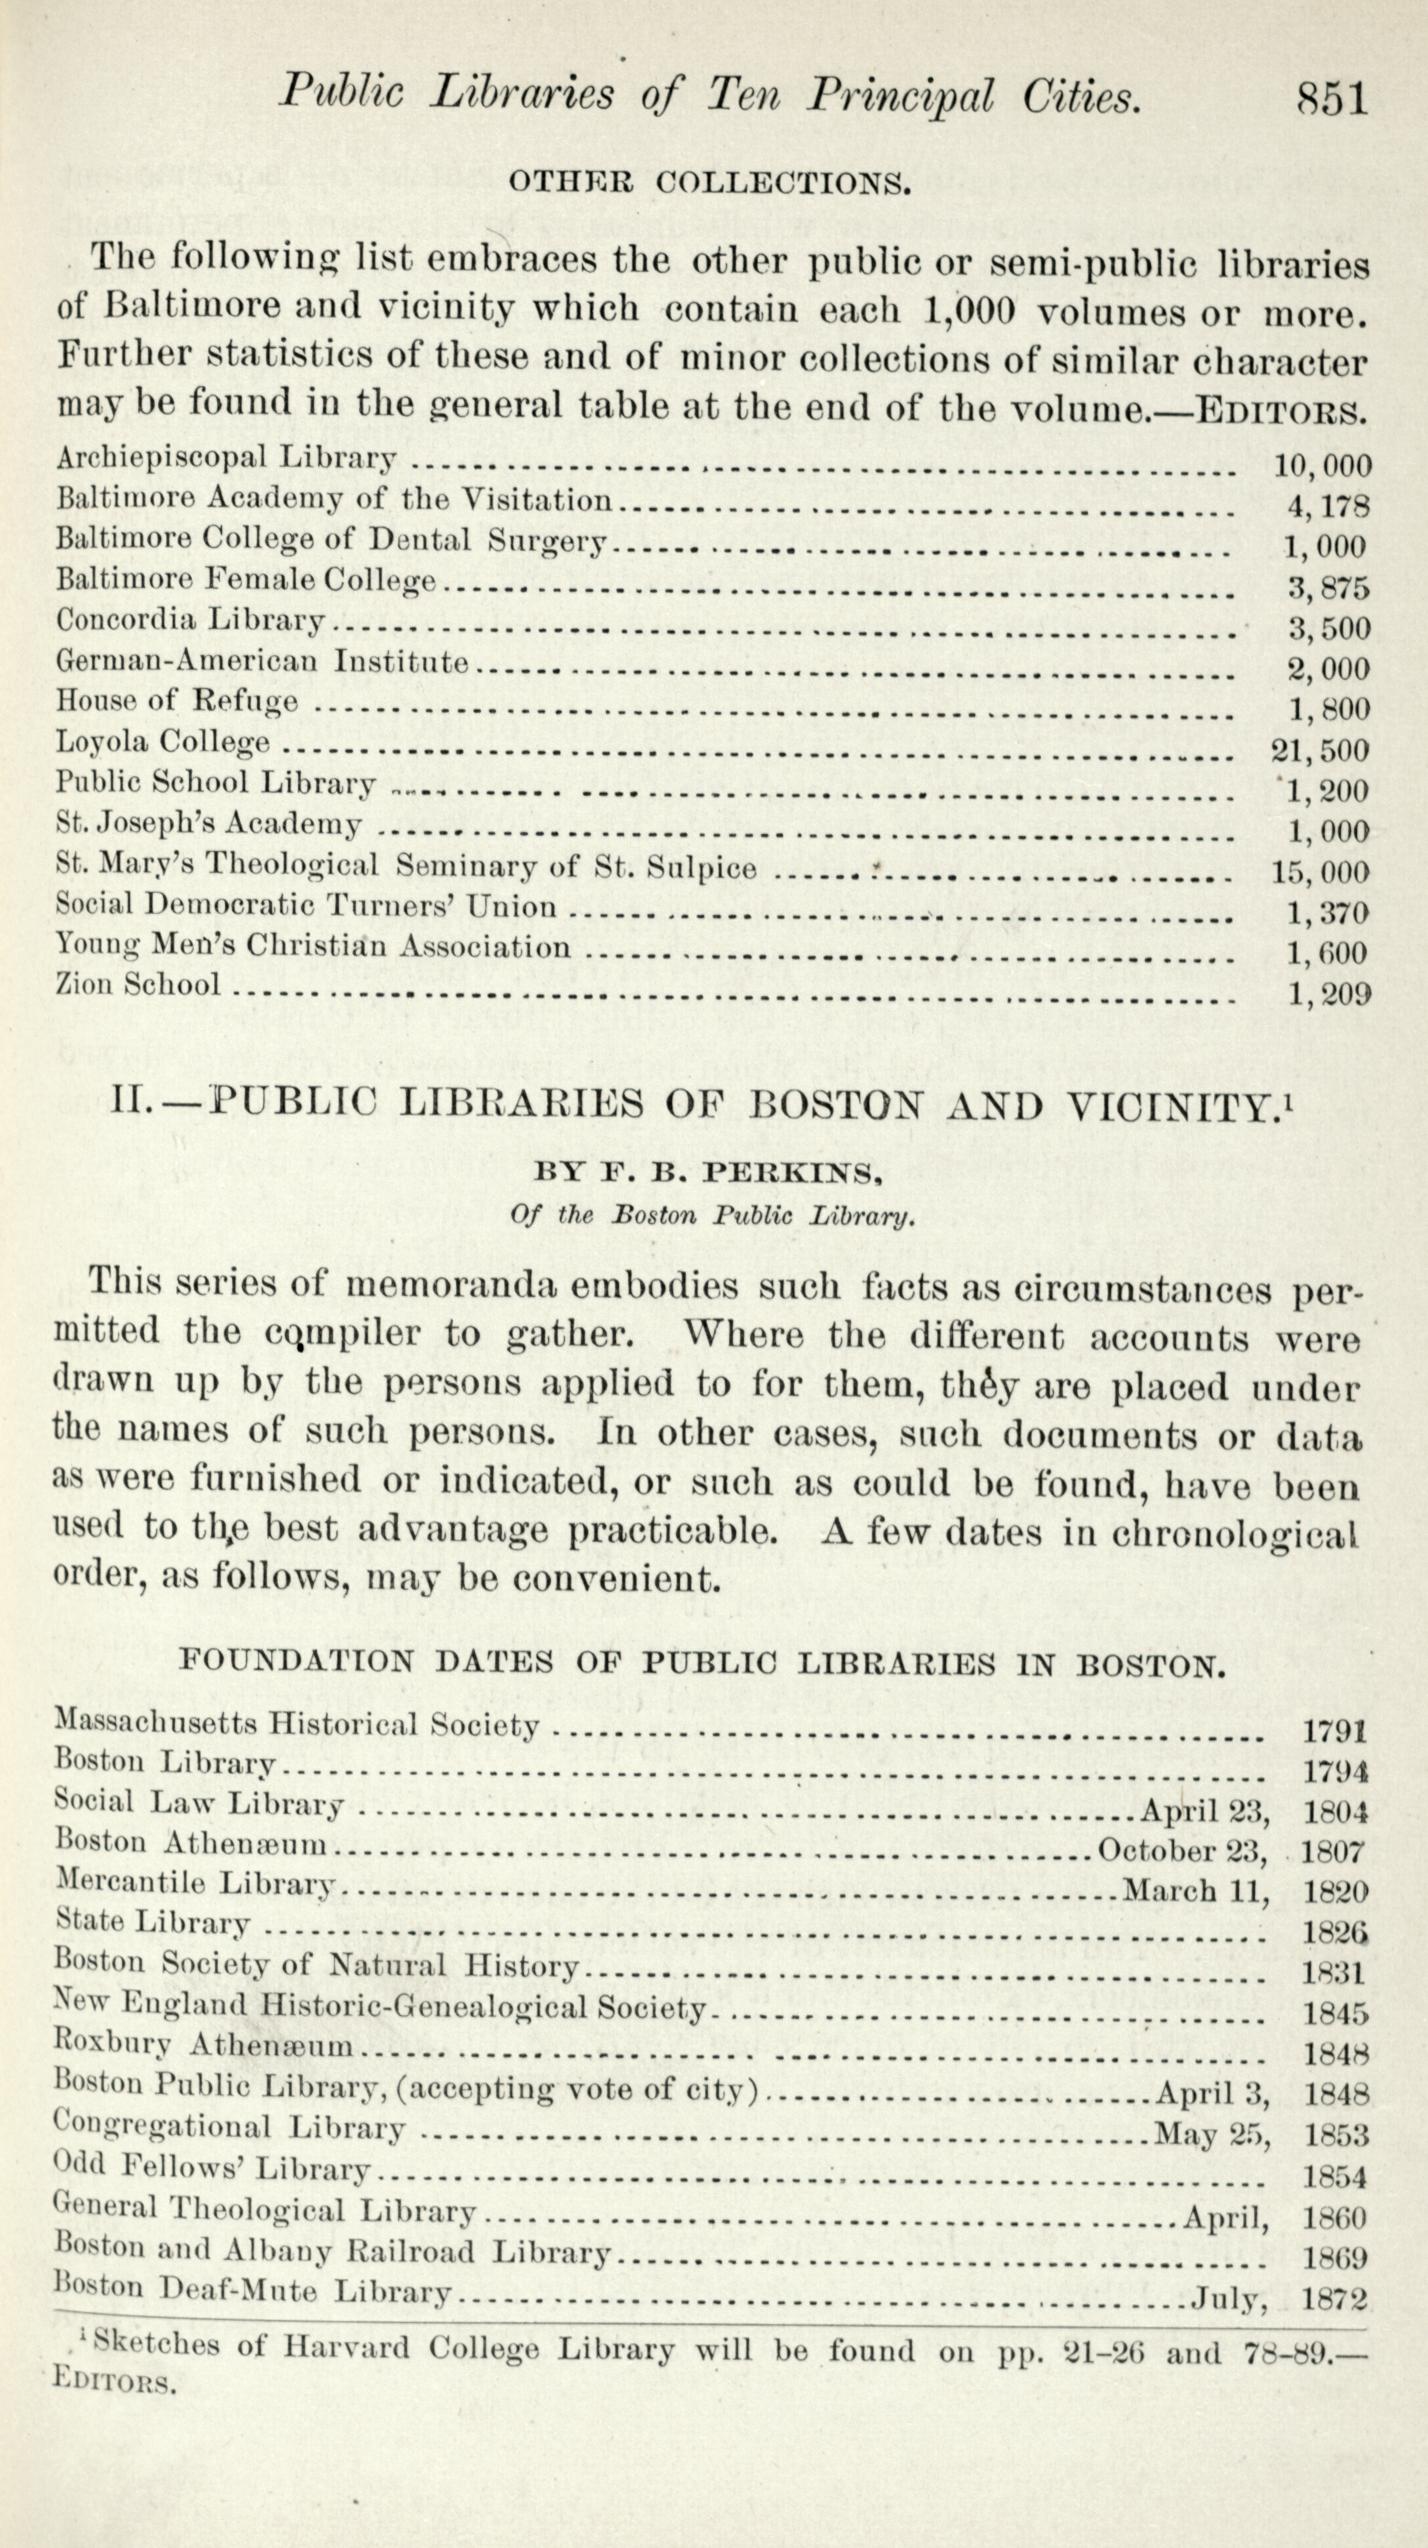 Public Libraries of Ten Principal Cities. 851
OTHER COLLECTIONS.
The following list embraces the other public or semi-public libraries
of Baltimore and vicinity which contain each 1,000 volumes or more.
Further statistics of these and of minor collections of similar character
may be found in the general table at the end of the volume.—EDITORS.
Archiepiscopal Library ........ 10,000
Baltimore Academy of the Visitation........ 4,178
Baltimore College of Dental Surgery........ 1,000
Baltimore Female College........ 3,875
Concordia Library........ 3,500
German-American Institute........ 2,000
House of Refuge ........ 1,800
Loyola College ........ 21,500
Public School Library ........ 1,200
St. Joseph's Academy ........ 1,000
St. Mary's Theological Seminary of St. Sulpice ........ 15,000
Social Democratic Turners' Union ........ 1,370
Young Men's Christian Association ........ 1,600
Zion School ........ 1,209
II.—PUBLIC LIBRARIES OF BOSTON AND VICINITY.¹
BY F. B. PERKINS,
Of the Boston Public Library.
This series of memoranda embodies such facts as circumstances per-
mitted the compiler to gather. Where the different accounts were
drawn up by the persons applied to for them, they are placed under
the names of such persons. In other cases, such documents or data
as were furnished or indicated, or such as could be found, have been
used to the best advantage practicable. A few dates in chronological
order, as follows, may be convenient.
FOUNDATION DATES OF PUBLIC LIBRARIES IN BOSTON.
Massachusetts Historical Society ........ 1791
Boston Library........ 1794
Social Law Library ........ April 23, 1804
Boston Athenæum........ October 23, 1807
Mercantile Library........ March 11, 1820
State Library ........ 1826
Boston Society of Natural History........ 1831
New England Historic-Genealogical Society........ 1845
Roxbury Athenæum........ 1848
Boston Public Library, (accepting vote of city)........ April 3, 1848
Congregational Library ........ May 25, 1853
Odd Fellows' Library........ 1854
General Theological Library........ April, 1860
Boston and Albany Railroad Library........ 1869
Boston Deaf-Mute Library........ July, 1872
¹Sketches of Harvard College Library will be found on pp. 21–26 and 78–89.—
EDITORS.